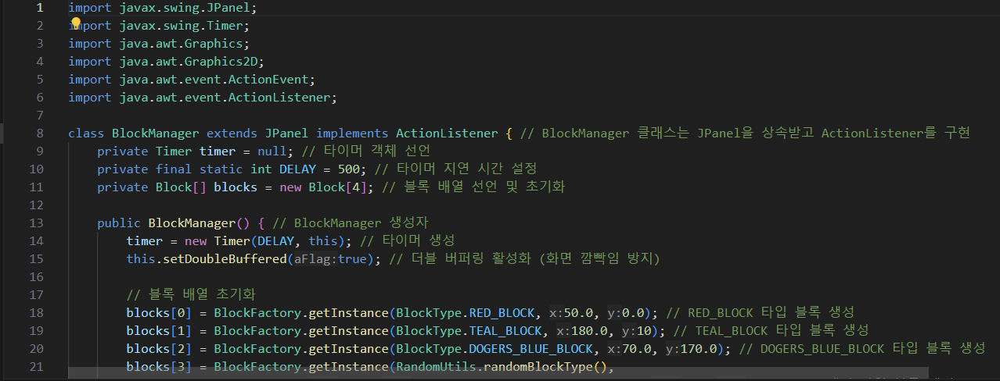 1 import javax.swing.JPanel;
2 import javax.swing.Timer;
3 import java.awt.Graphics;
4 import java.awt.Graphics2D;
5 import java.awt.event.ActionEvent;
6 import java.awt.event.ActionListener;
7
8 class BlockManager extends JPanel implements ActionListener { // BlockManager 클래스는 JPanel을 상속받고 ActionListener를 구현
9 private Timer timer = null; // 타이머 객체 선언
10 private final static int DELAY = 500; // 타이머 지연 시간 설정
11 private Block[] blocks = new Block[4]; // 블록 배열 선언 및 초기화
12
13 public BlockManager() { // BlockManager 생성자
14 timer = new Timer(DELAY, this); // 타이머 생성
15 this.setDoubleBuffered(aFlag:true); // 더블 버퍼링 활성화 (화면 깜빡임 방지)
16
17 // 블록 배열 초기화
18 blocks[0] = BlockFactory.getInstance(BlockType.RED_BLOCK, x:50.0, y:0.0); // RED_BLOCK 타입 블록 생성
19 blocks[1] = BlockFactory.getInstance(BlockType.TEAL_BLOCK, x:180.0, y:10); // TEAL_BLOCK 타입 블록 생성
20 blocks[2] = BlockFactory.getInstance(BlockType.DOGERS_BLUE_BLOCK, x:70.0, y:170.0); // DOGERS_BLUE_BLOCK 타입 블록 생성
21 blocks[3] = BlockFactory.getInstance(RandomUtils.randomBlockType(),